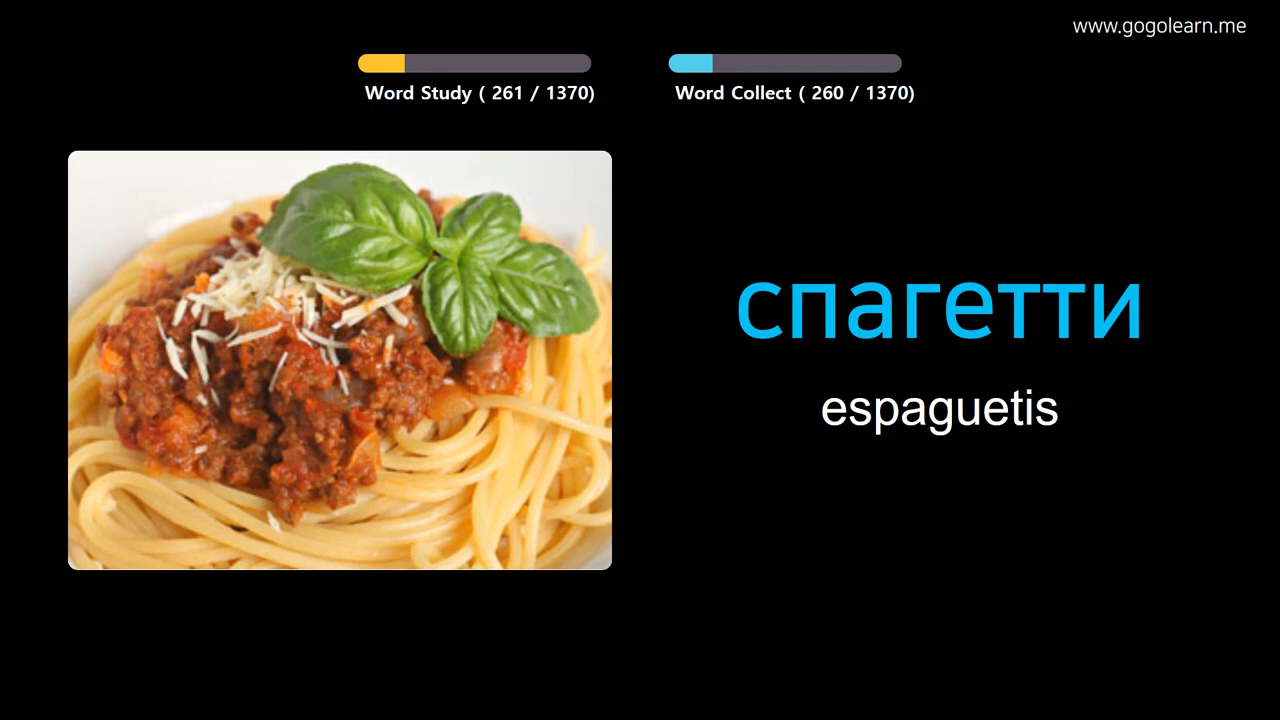 www.gogolearn.me
Word Study ( 261 / 1370)
Word Collect ( 260 / 1370)
спагетти
espaguetis